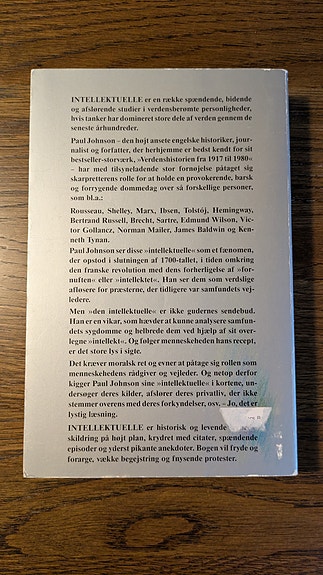 INTELLEKTUELLE er en række spændende, bidende
og afslørende studier i verdensberømte personligheder,
hvis tanker har domineret store dele af verden gennem de
seneste århundreder.
Paul Johnson – den højt ansete engelske historiker, jour-
nalist og forfatter, der herhjemme er bedst kendt for sit
bestseller-storværk, »Verdenshistorien fra 1917 til 1980«
– har med tilsyneladende stor fornøjelse påtaget sig
skarpretterens rolle for at holde en provokerende, barsk
og forrygende dommedag over så forskellige personer,
som bl.a.:
Rousseau, Shelley, Marx, Ibsen, Tolstoj, Hemingway,
Bertrand Russell, Brecht, Sartre, Edmund Wilson, Vic-
tor Gollancz, Norman Mailer, James Baldwin og Ken-
neth Tynan.
Paul Johnson ser disse »intellektuelle« som et fænomen,
der opstod i slutningen af 1700-tallet, i tiden omkring
den franske revolution med dens forherligelse af »for-
nuften« eller »intellektet«. Han ser dem som verdslige
afløsere for præsterne, der tidligere var samfundets vej-
ledere.
Men »den intellektuelle« er ikke gudernes sendebud.
Han er en vikar, som hævder at kunne analysere samfun-
dets sygdomme og helbrede dem ved hjælp af sit over-
legne »intellekt«. Og følger menneskeheden hans recept,
er det store lys i sigte.
Det kræver moralsk ret og evner at påtage sig rollen som
menneskehedens rådgiver og vejleder. Og netop derfor
kigger Paul Johnson sine »intellektuelle« i kortene, un-
dersøger deres kilder, afslører deres privatliv, der ikke
stemmer overens med deres forkyndelser, osv. – Jo, det er
lystig læsning.
INTELLEKTUELLE er historisk og levende
skildring på højt plan, krydret med citater, spændende
episoder og yderst pikante anekdoter. Bogen vil fryde og
forarge, vække begejstring og fnysende protester.